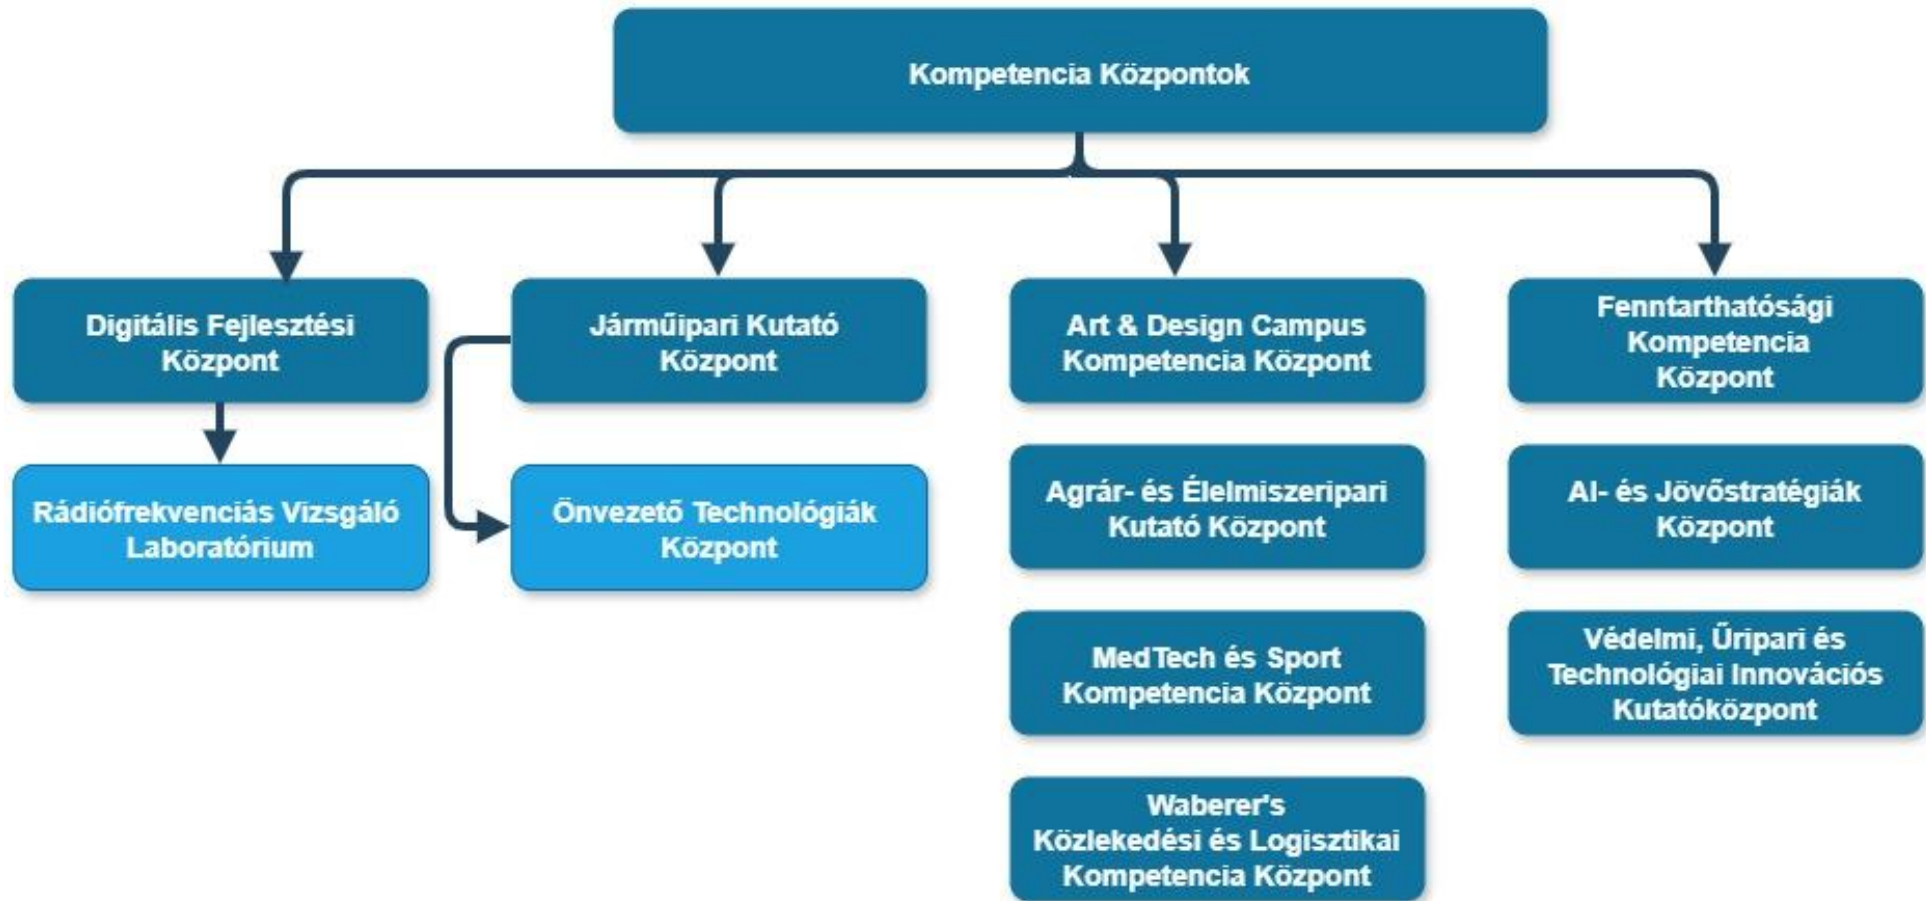 Kompetencia Központok
Digitális Fejlesztési
Központ
Járműipari Kutató
Központ
Art & Design Campus
Kompetencia Központ
Fenntarthatósági
Kompetencia
Központ
Rádiófrekvenciás Vizsgáló
Laboratórium
Önvezető Technológiák
Központ
Agrár- és Élelmiszeripari
Kutató Központ
AI- és Jövőstratégiák
Központ
MedTech és Sport
Kompetencia Központ
Védelmi, Űripari és
Technológiai Innovációs
Kutatóközpont
Waberer's
Közlekedési és Logisztikai
Kompetencia Központ